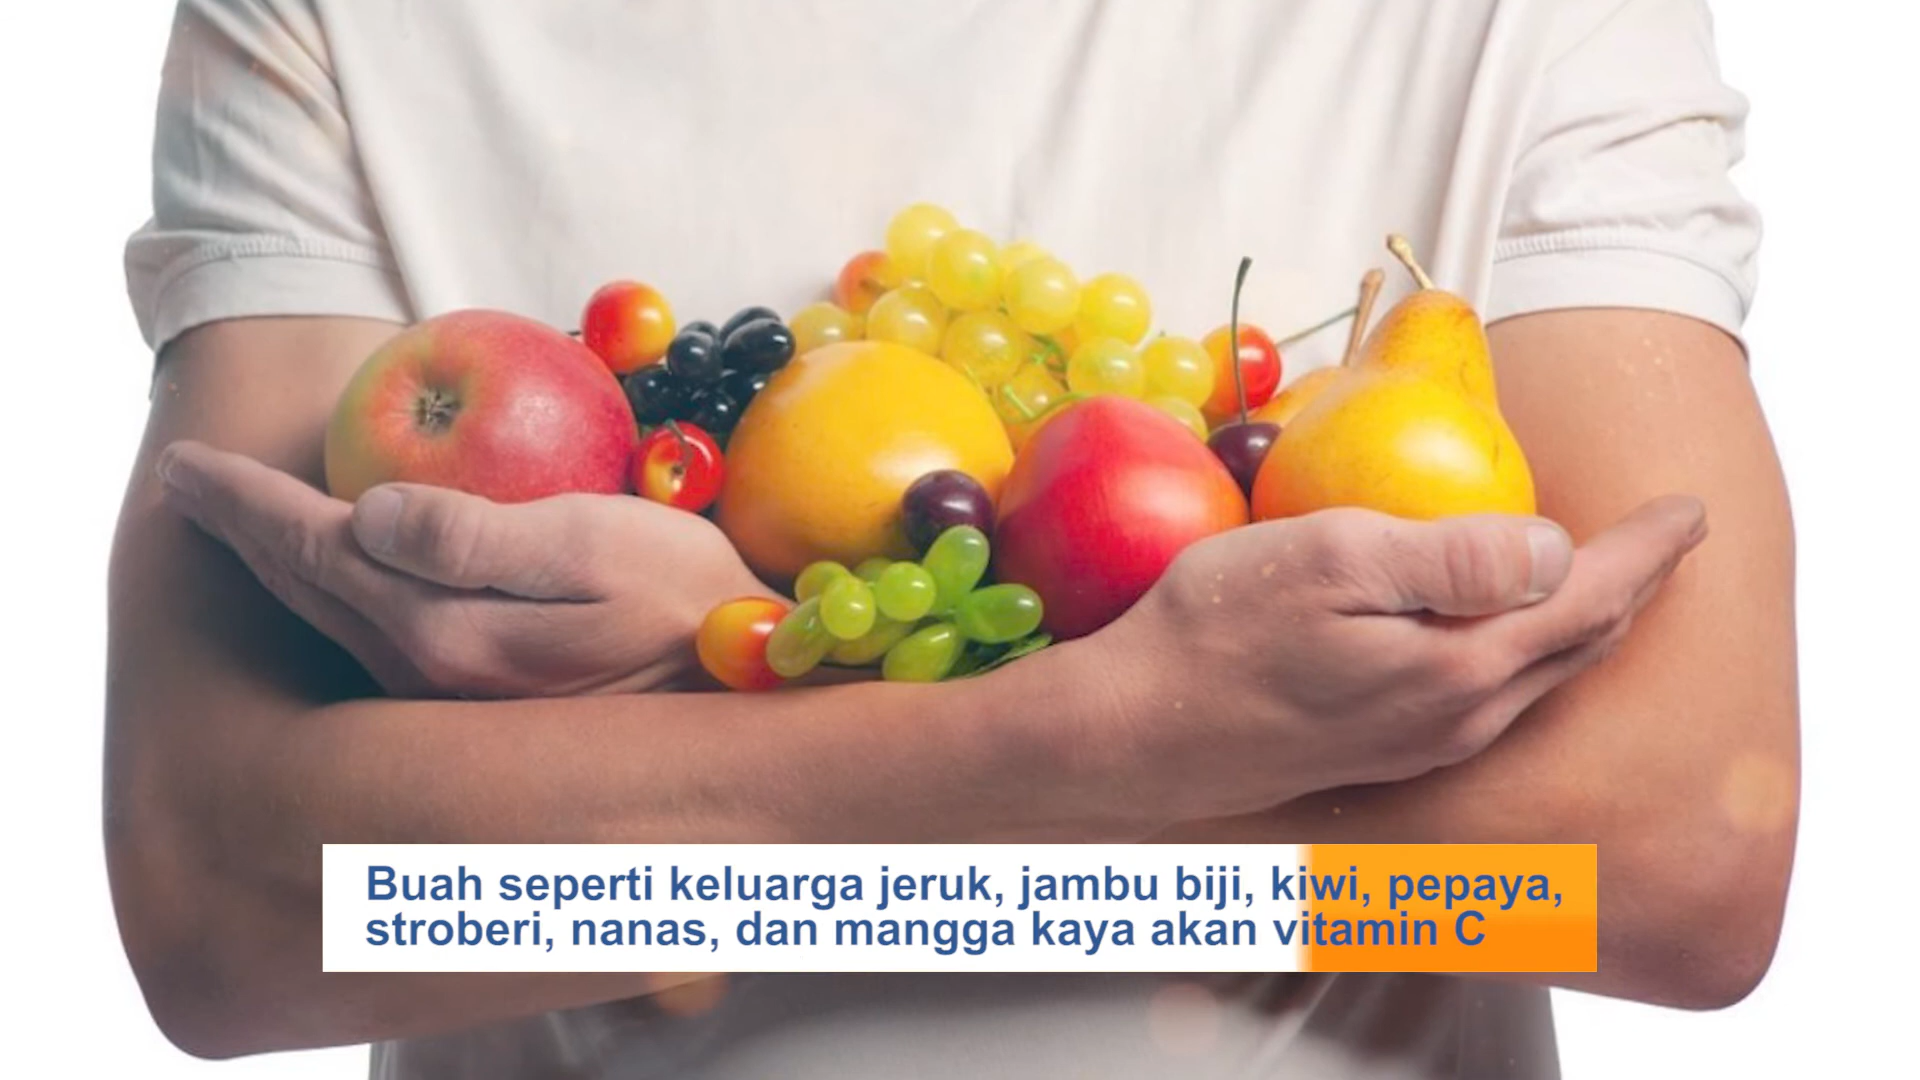 Buah seperti keluarga jeruk, jambu biji, kiwi, pepaya,
stroberi, nanas, dan mangga kaya akan vitamin C